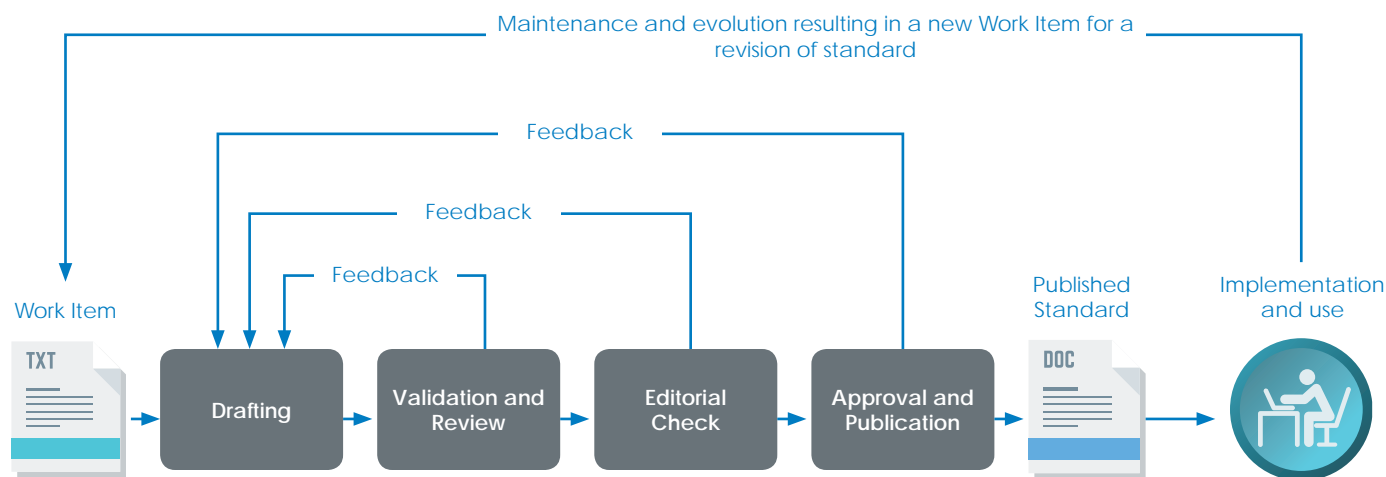 Maintenance and evolution resulting in a new Work Item for a
revision of standard
Feedback
Feedback
Feedback
Work Item
Published
Standard
Implementation
and use
TXT
DOC
Drafting
Validation and
Review
Editorial
Check
Approval and
Publication